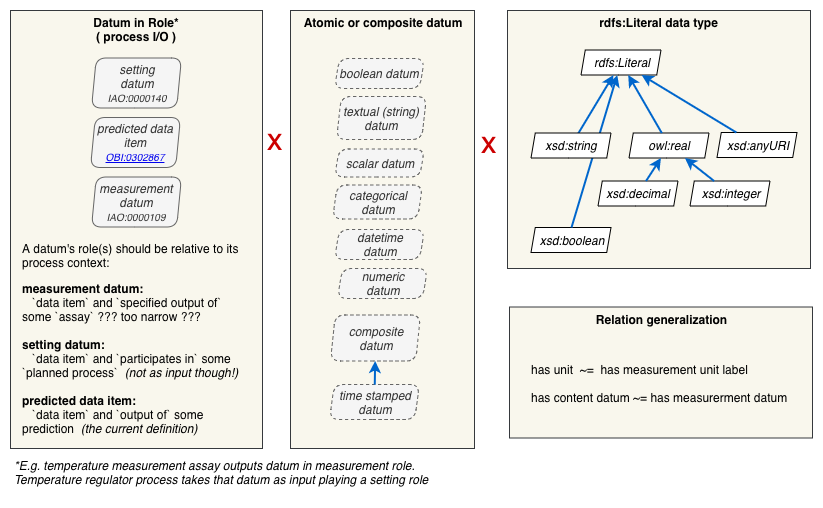 Datum in Role*
( process I/O )
setting
datum
IAO:0000140
predicted data
item
OBI:0302867
measurement
datum
IAO:0000109
A datum's role(s) should be relative to its
process context:
measurement datum:
`data item` and `specified output of`
some `assay` ??? too narrow ???
setting datum:
`data item` and `participates in` some
`planned process` (not as input though!)
predicted data item:
`data item` and `output of` some
prediction (the current definition)
X
Atomic or composite datum
boolean datum
textual (string)
datum
scalar datum
categorical
datum
datetime
datum
numeric
datum
composite
datum
time stamped
datum
X
rdfs:Literal data type
rdfs:Literal
xsd:string
owl:real
xsd:anyURI
xsd:decimal
xsd:integer
xsd:boolean
Relation generalization
has unit ~= has measurement unit label
has content datum ~= has measurerment datum
*E.g. temperature measurement assay outputs datum in measurement role.
Temperature regulator process takes that datum as input playing a setting role